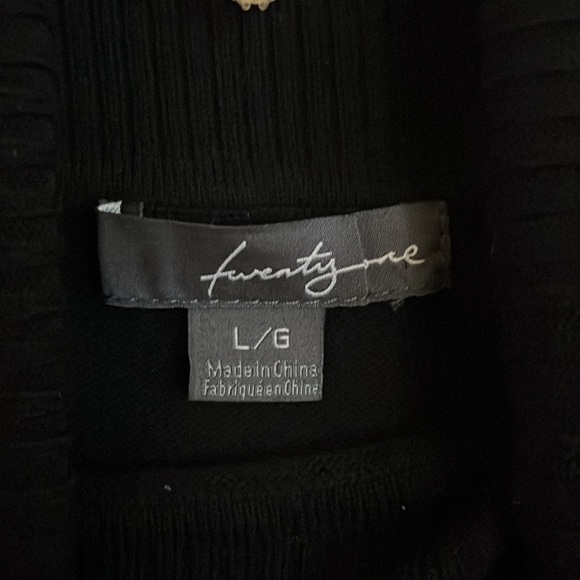 twenty one
L/G
Made in China
Fabriqué en Chine